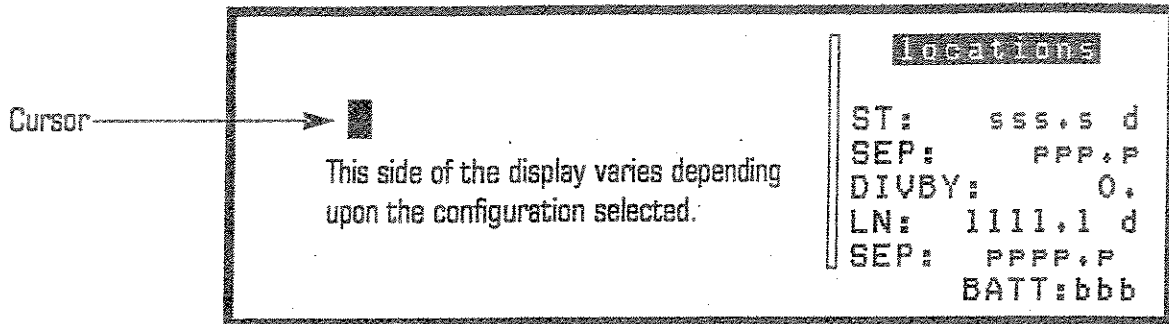 Cursor
This side of the display varies depending
upon the configuration selected.
locations
ST: sss.s d
SEP: ppp.p
DIVBY: 0.
LN: llll.l d
SEP: pppp.p
BATT:bbb